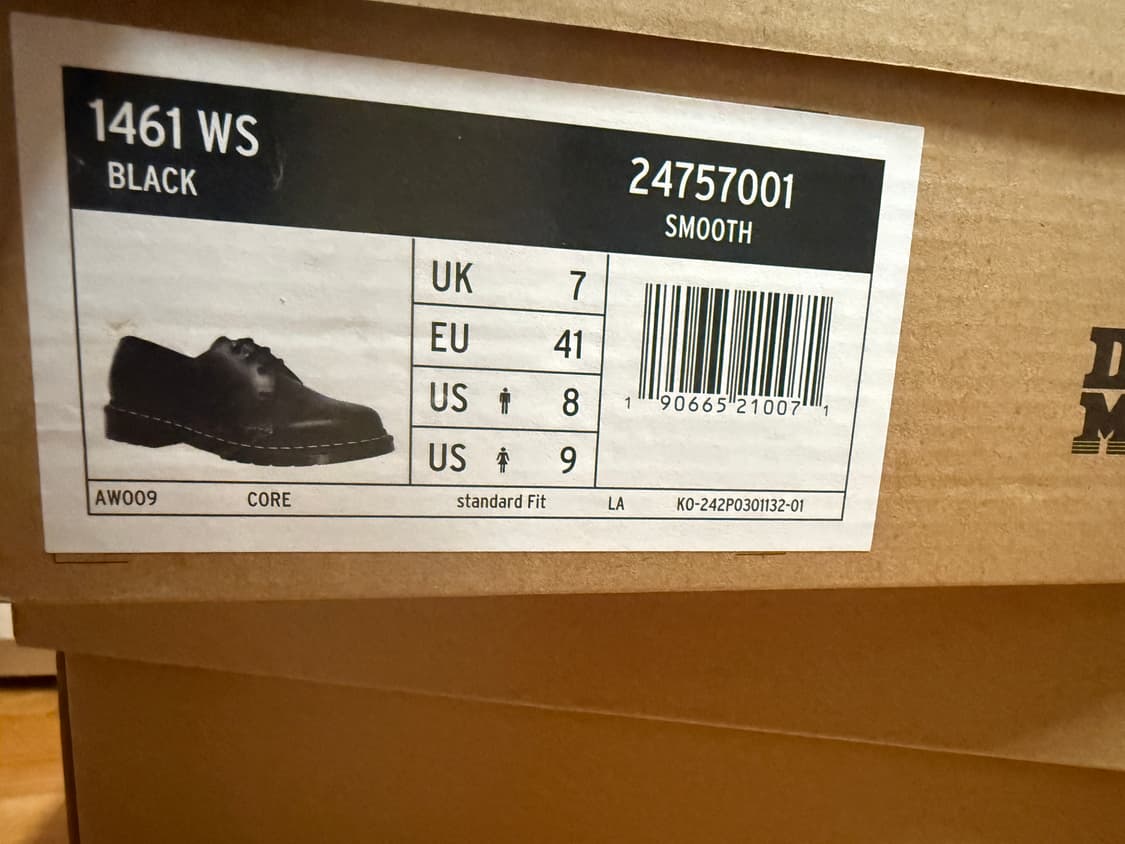 1461 WS
BLACK
24757001
SMOOTH
UK 7
EU 41
US 8
US 9
1 90665 21007 1
AW009 CORE standard Fit LA KO-242P0301132-01
D
M